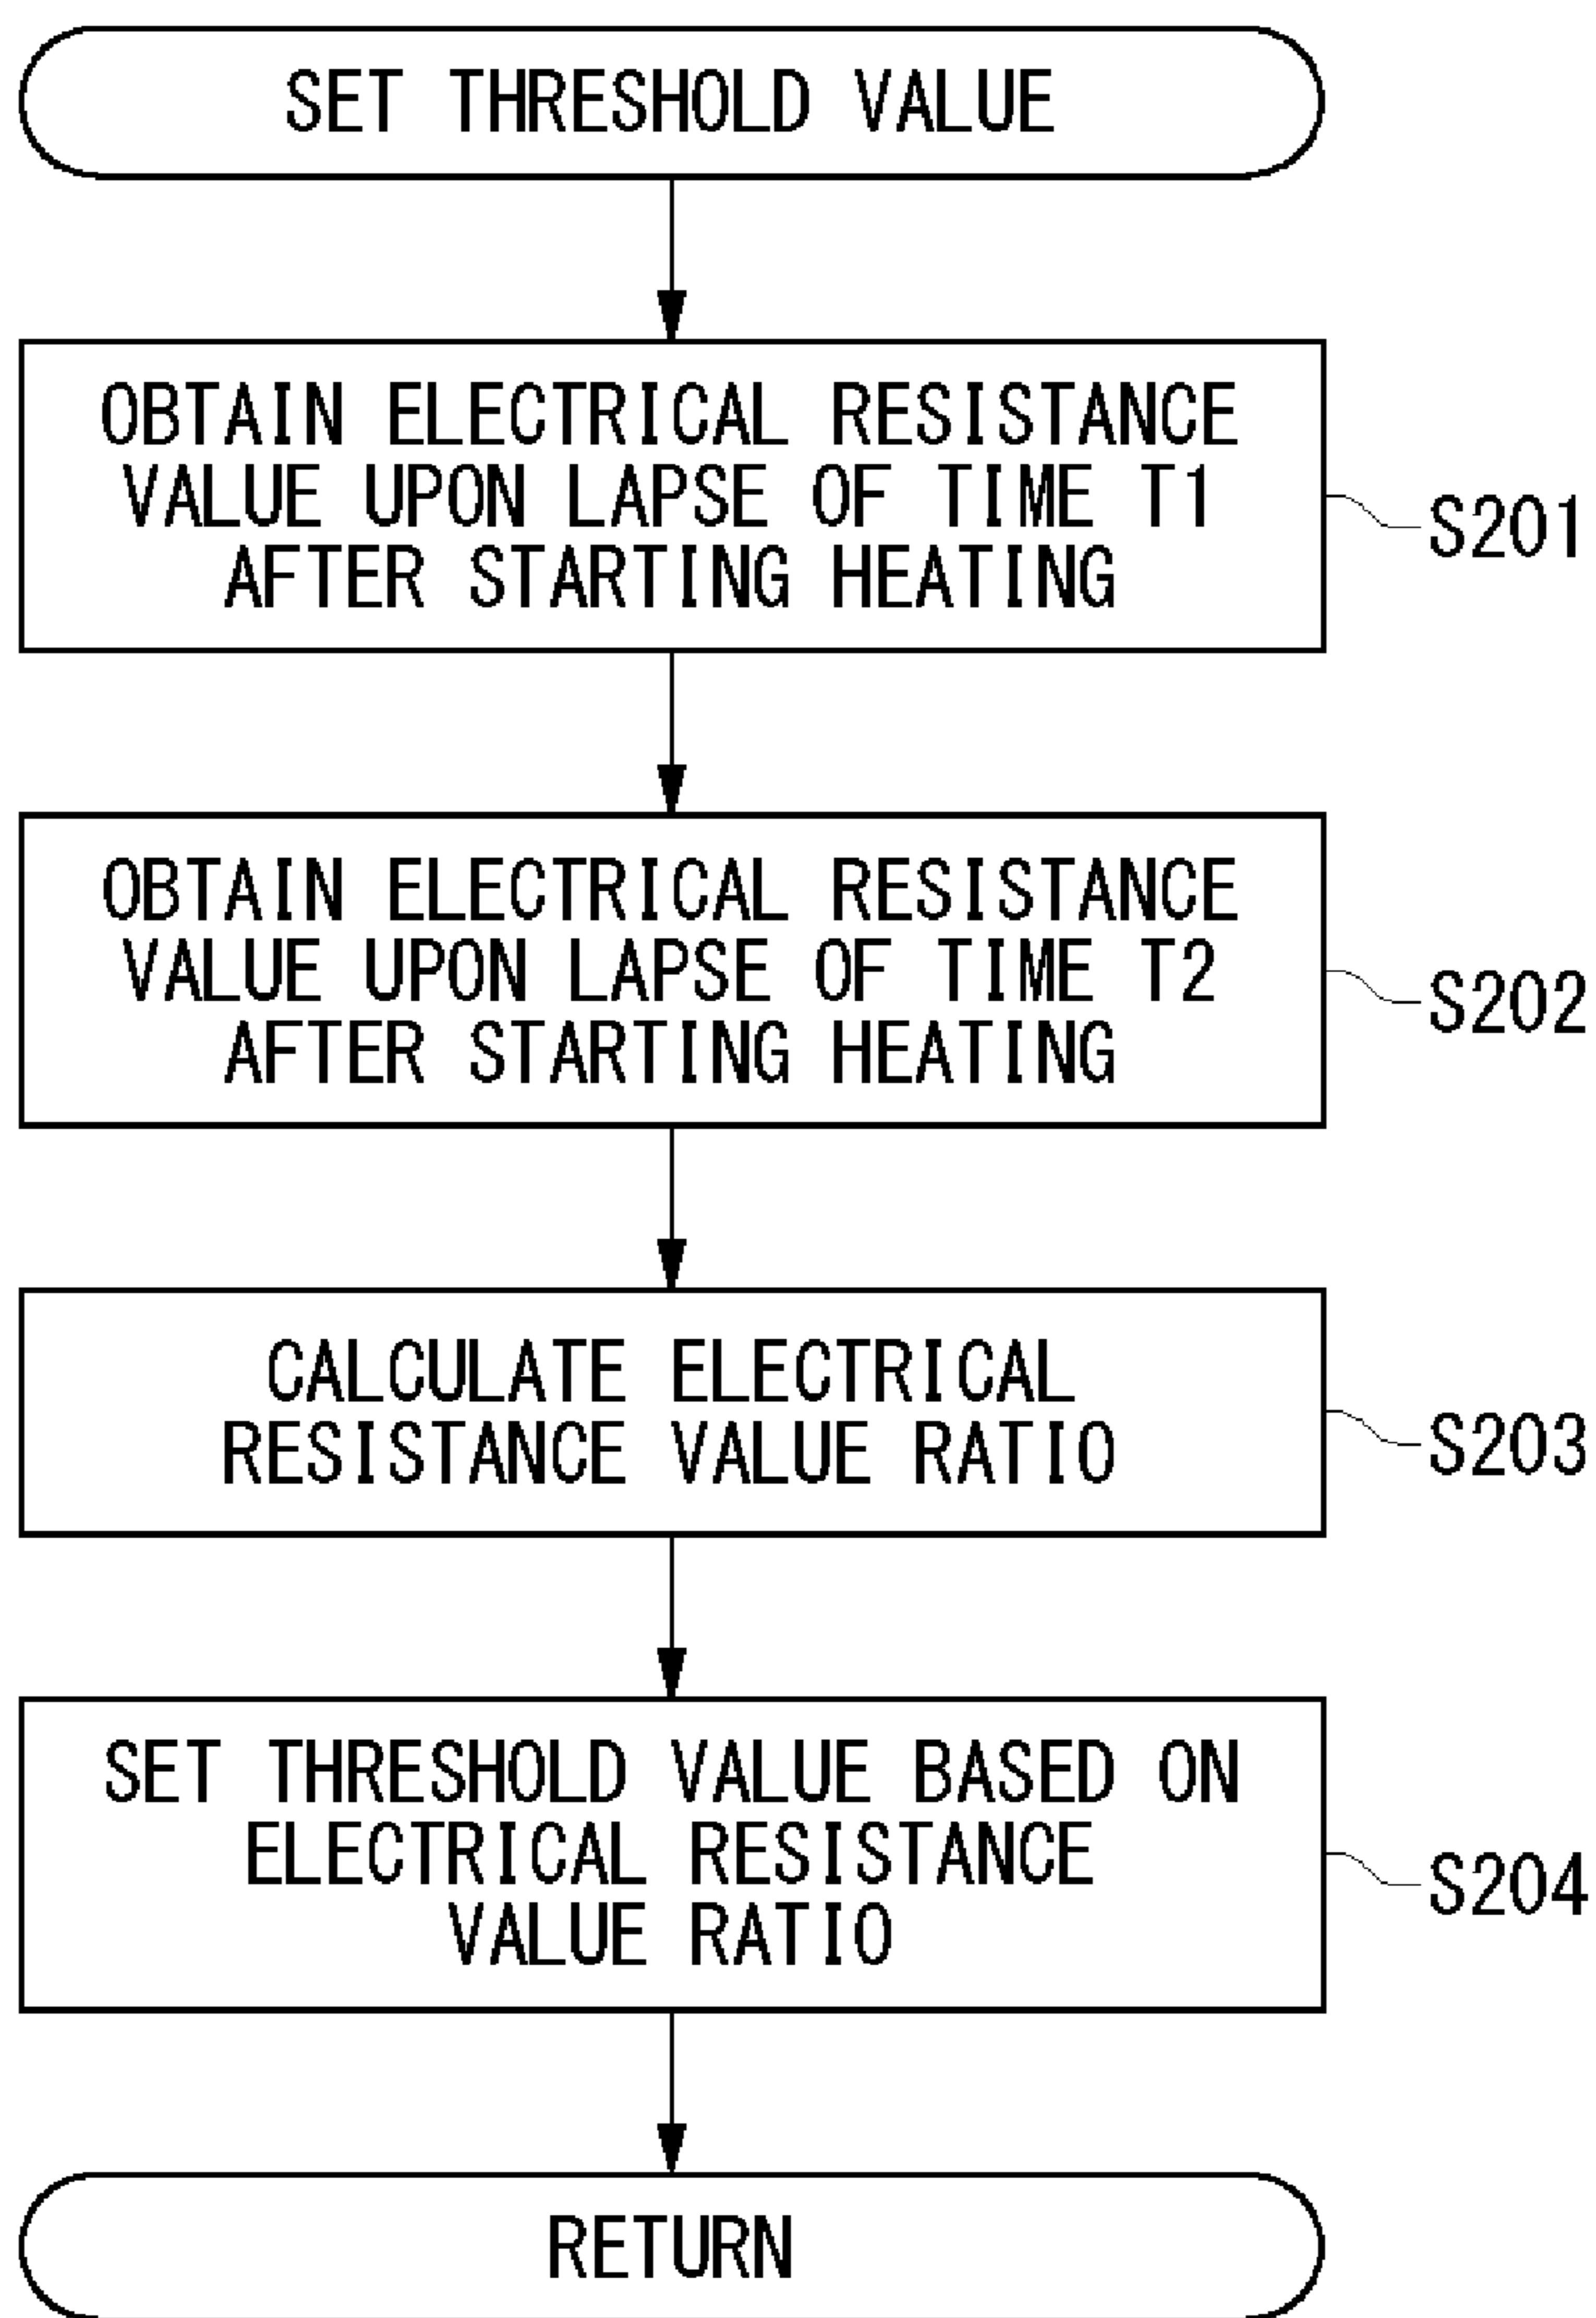 SET THRESHOLD VALUE
OBTAIN ELECTRICAL RESISTANCE
VALUE UPON LAPSE OF TIME T1
AFTER STARTING HEATING
S201
OBTAIN ELECTRICAL RESISTANCE
VALUE UPON LAPSE OF TIME T2
AFTER STARTING HEATING
S202
CALCULATE ELECTRICAL
RESISTANCE VALUE RATIO
S203
SET THRESHOLD VALUE BASED ON
ELECTRICAL RESISTANCE
VALUE RATIO
S204
RETURN